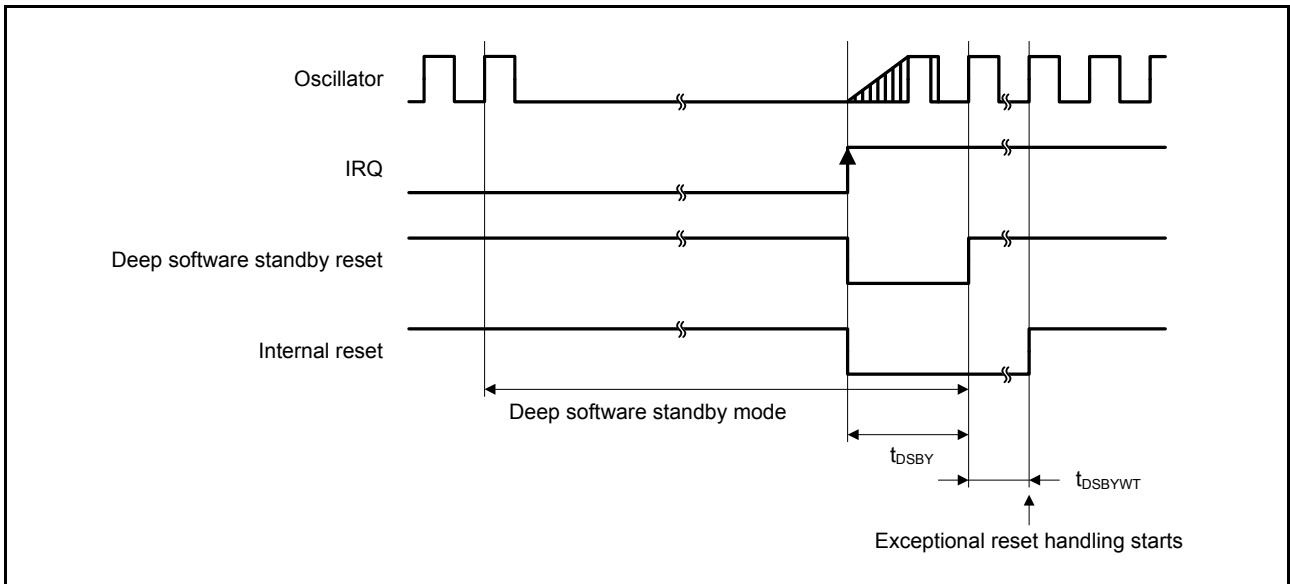 Oscillator
IRQ
Deep software standby reset
Internal reset
Deep software standby mode
tDSBY
tDSBYWT
Exceptional reset handling starts